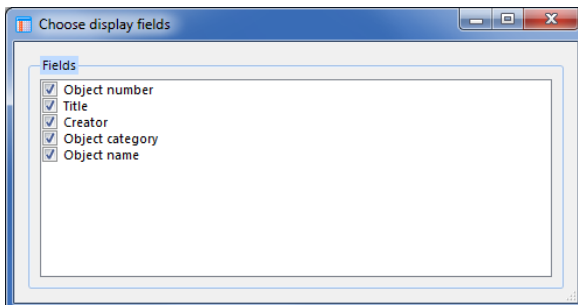 Choose display fields
Fields
Object number
Title
Creator
Object category
Object name